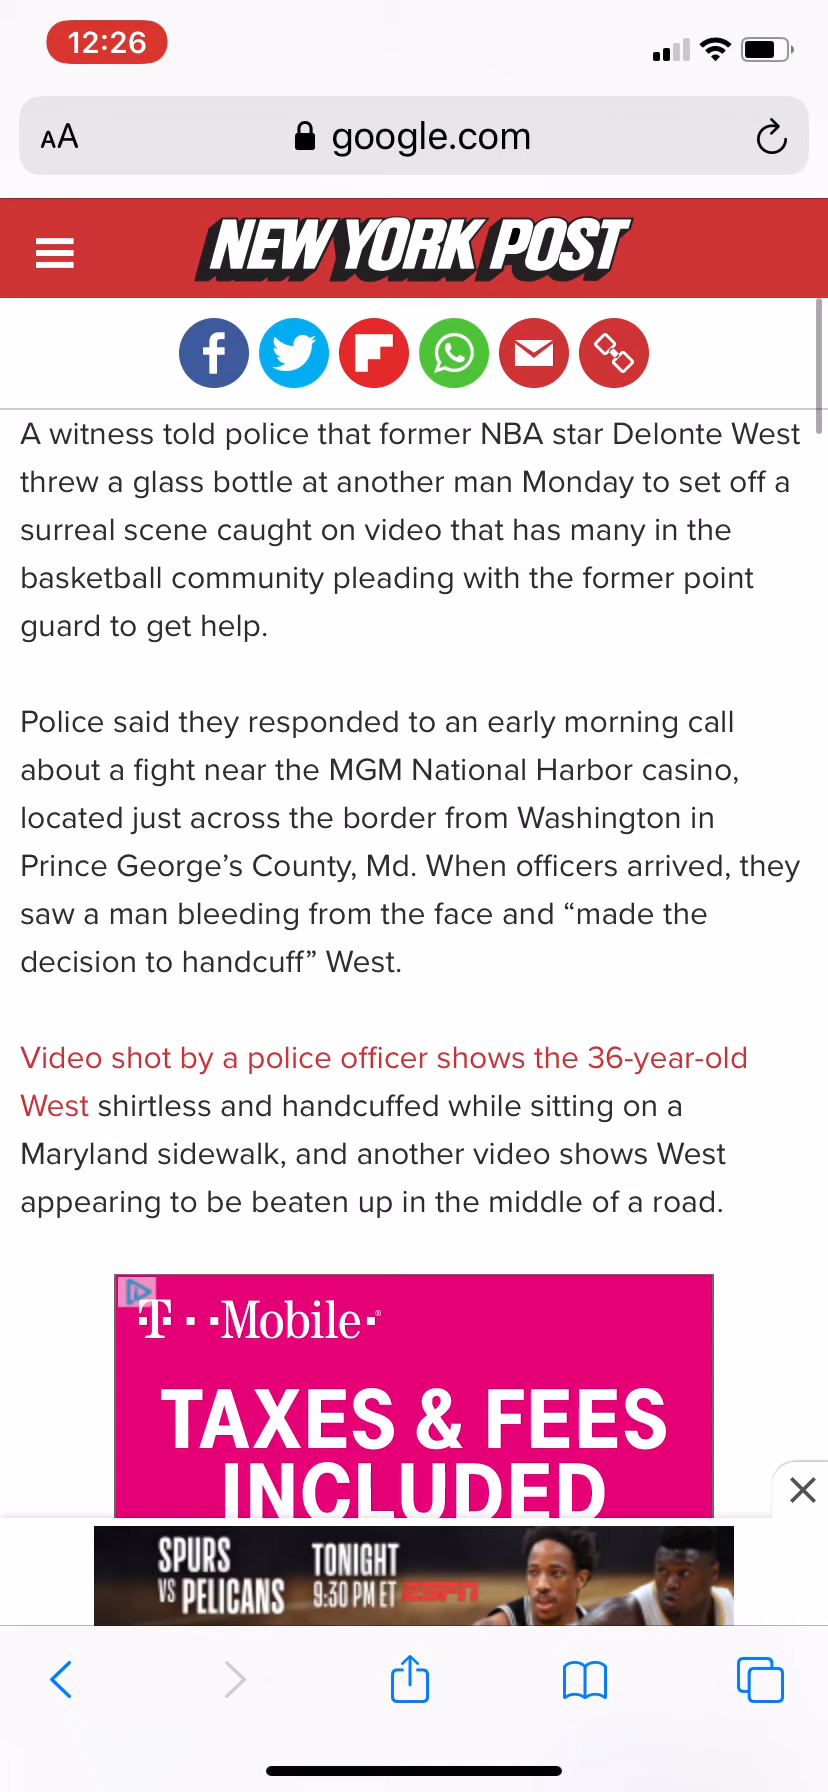 12:26
AA google.com
NEW YORK POST
A witness told police that former NBA star Delonte West
threw a glass bottle at another man Monday to set off a
surreal scene caught on video that has many in the
basketball community pleading with the former point
guard to get help.
Police said they responded to an early morning call
about a fight near the MGM National Harbor casino,
located just across the border from Washington in
Prince George’s County, Md. When officers arrived, they
saw a man bleeding from the face and “made the
decision to handcuff” West.
Video shot by a police officer shows the 36-year-old
West shirtless and handcuffed while sitting on a
Maryland sidewalk, and another video shows West
appearing to be beaten up in the middle of a road.
T··Mobile·®
TAXES & FEES
INCLUDED
SPURS
VS PELICANS
TONIGHT
9:30 PM ET ESPN